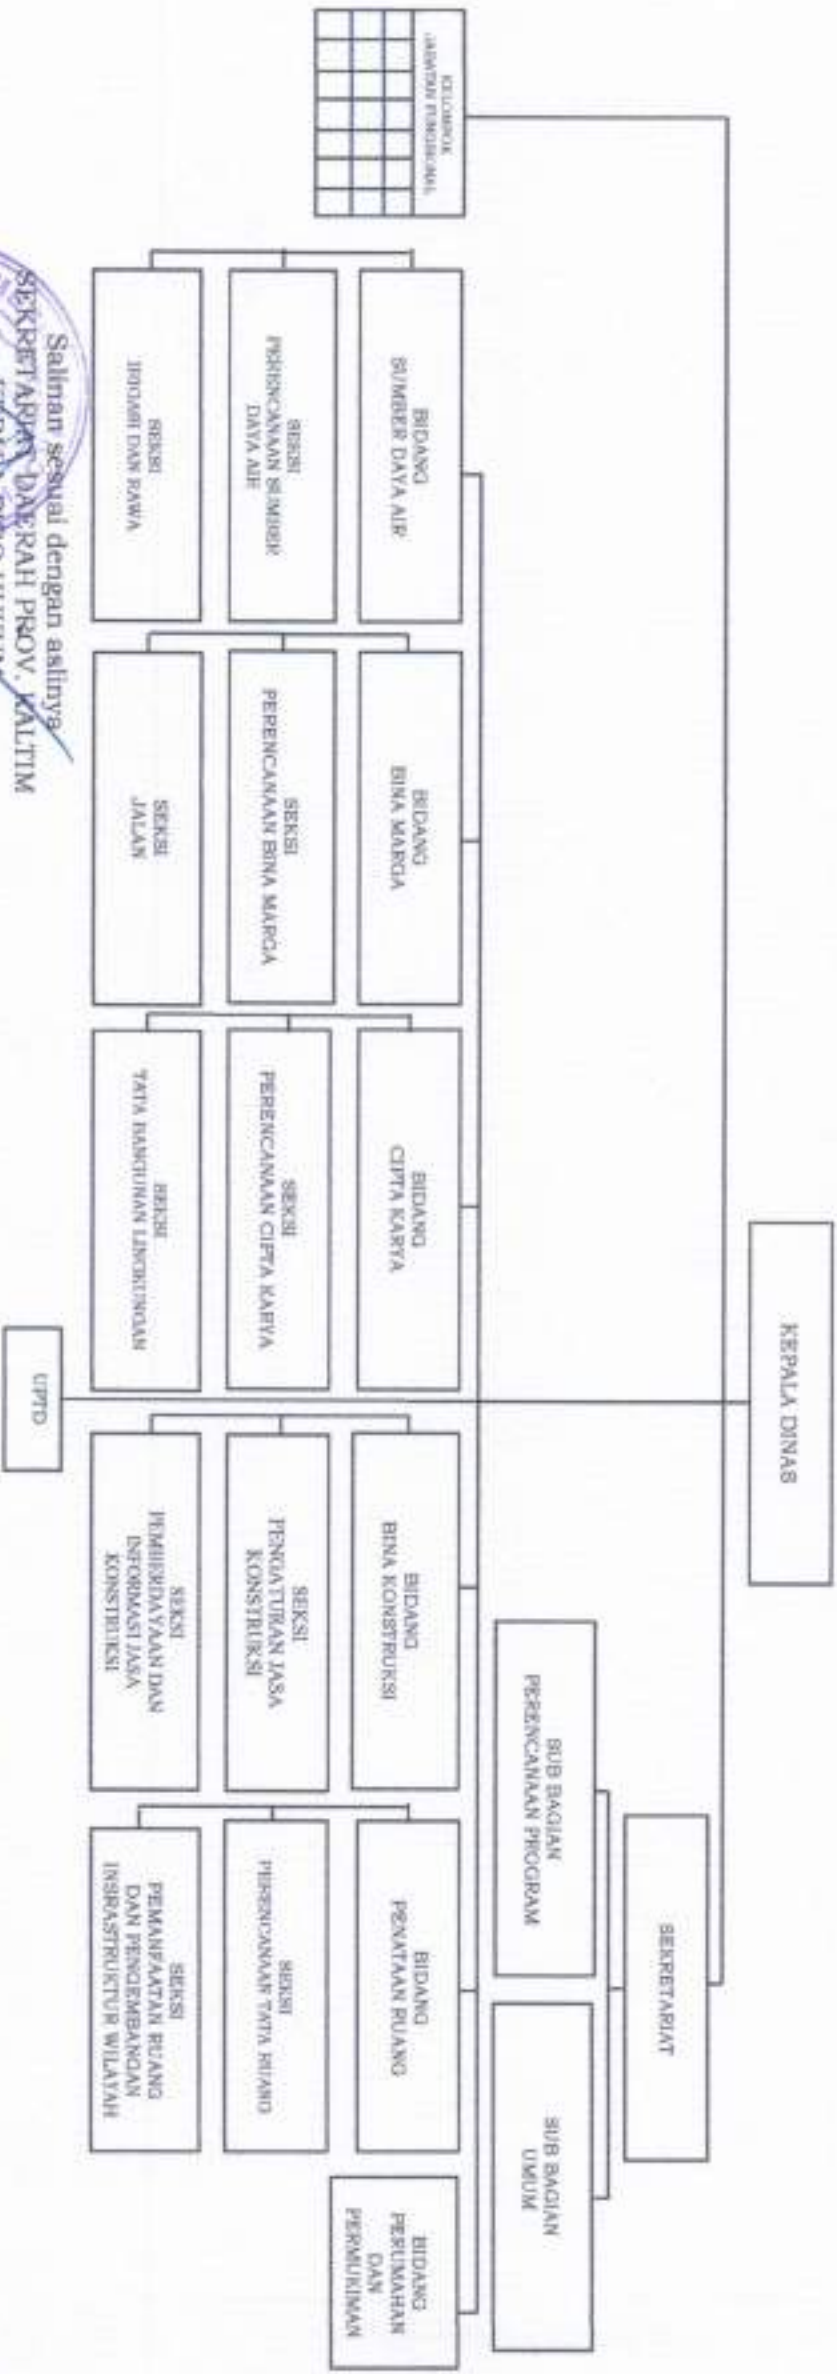 KEPALA DINAS
SEKRETARIAT
SUB BAGIAN
PERENCANAAN PROGRAM
SUB BAGIAN
UMUM
KELOMPOK
JABATAN FUNGSIONAL
BIDANG
SUMBER DAYA AIR
SEKSI
PERENCANAAN SUMBER
DAYA AIR
SEKSI
IRIGASI DAN RAWA
BIDANG
BINA MARGA
SEKSI
PERENCANAAN BINA MARGA
SEKSI
JALAN
BIDANG
CIPTA KARYA
SEKSI
PERENCANAAN CIPTA KARYA
SEKSI
TATA BANGUNAN LINGKUNGAN
BIDANG
BINA KONSTRUKSI
SEKSI
PENGATURAN JASA
KONSTRUKSI
SEKSI
PEMBERDAYAAN DAN
INFORMASI JASA
KONSTRUKSI
BIDANG
PENATAAN RUANG
SEKSI
PERENCANAAN TATA RUANG
SEKSI
PEMANFAATAN RUANG
DAN PENGEMBANGAN
INSRASTRUKTUR WILAYAH
BIDANG
PERUMAHAN
DAN
PERMUKIMAN
UPTD
Salinan sesuai dengan aslinya
SEKRETARIAT DAERAH PROV. KALTIM